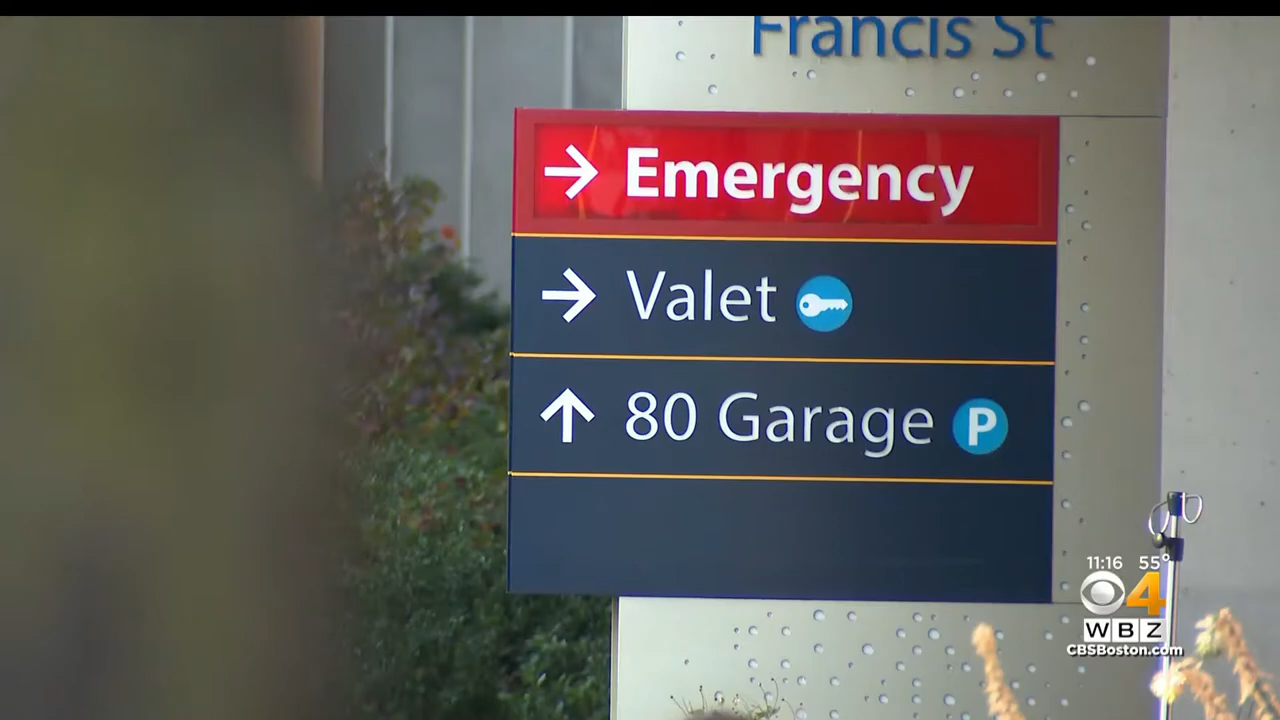 Francis St
→ Emergency
→ Valet
↑ 80 Garage P
11:16 55°
4
WBZ
CBSBoston.com